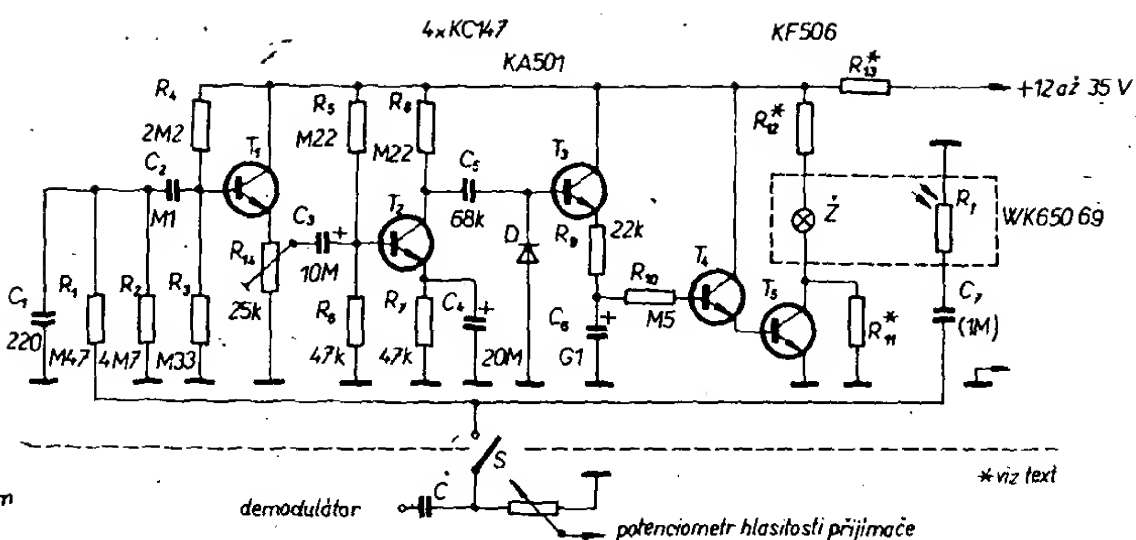 4xKC147
KF506
KA501
R13*
+12 až 35 V
R4
2M2
R5
M22
R8
M22
R12*
T1
C2
M1
C5
68k
T3
R1
WK650 69
Ž
T2
C3
+
10M
R14
25k
D
R9
22k
T4
R10
M5
T5
C1
220
R1
M47
R2
4M7
R3
M33
R6
47k
R7
47k
C4
+
20M
C6
+
G1
R11*
C7
(1M)
S
* viz text
demodulátor
C
potenciometr hlasitosti přijímače